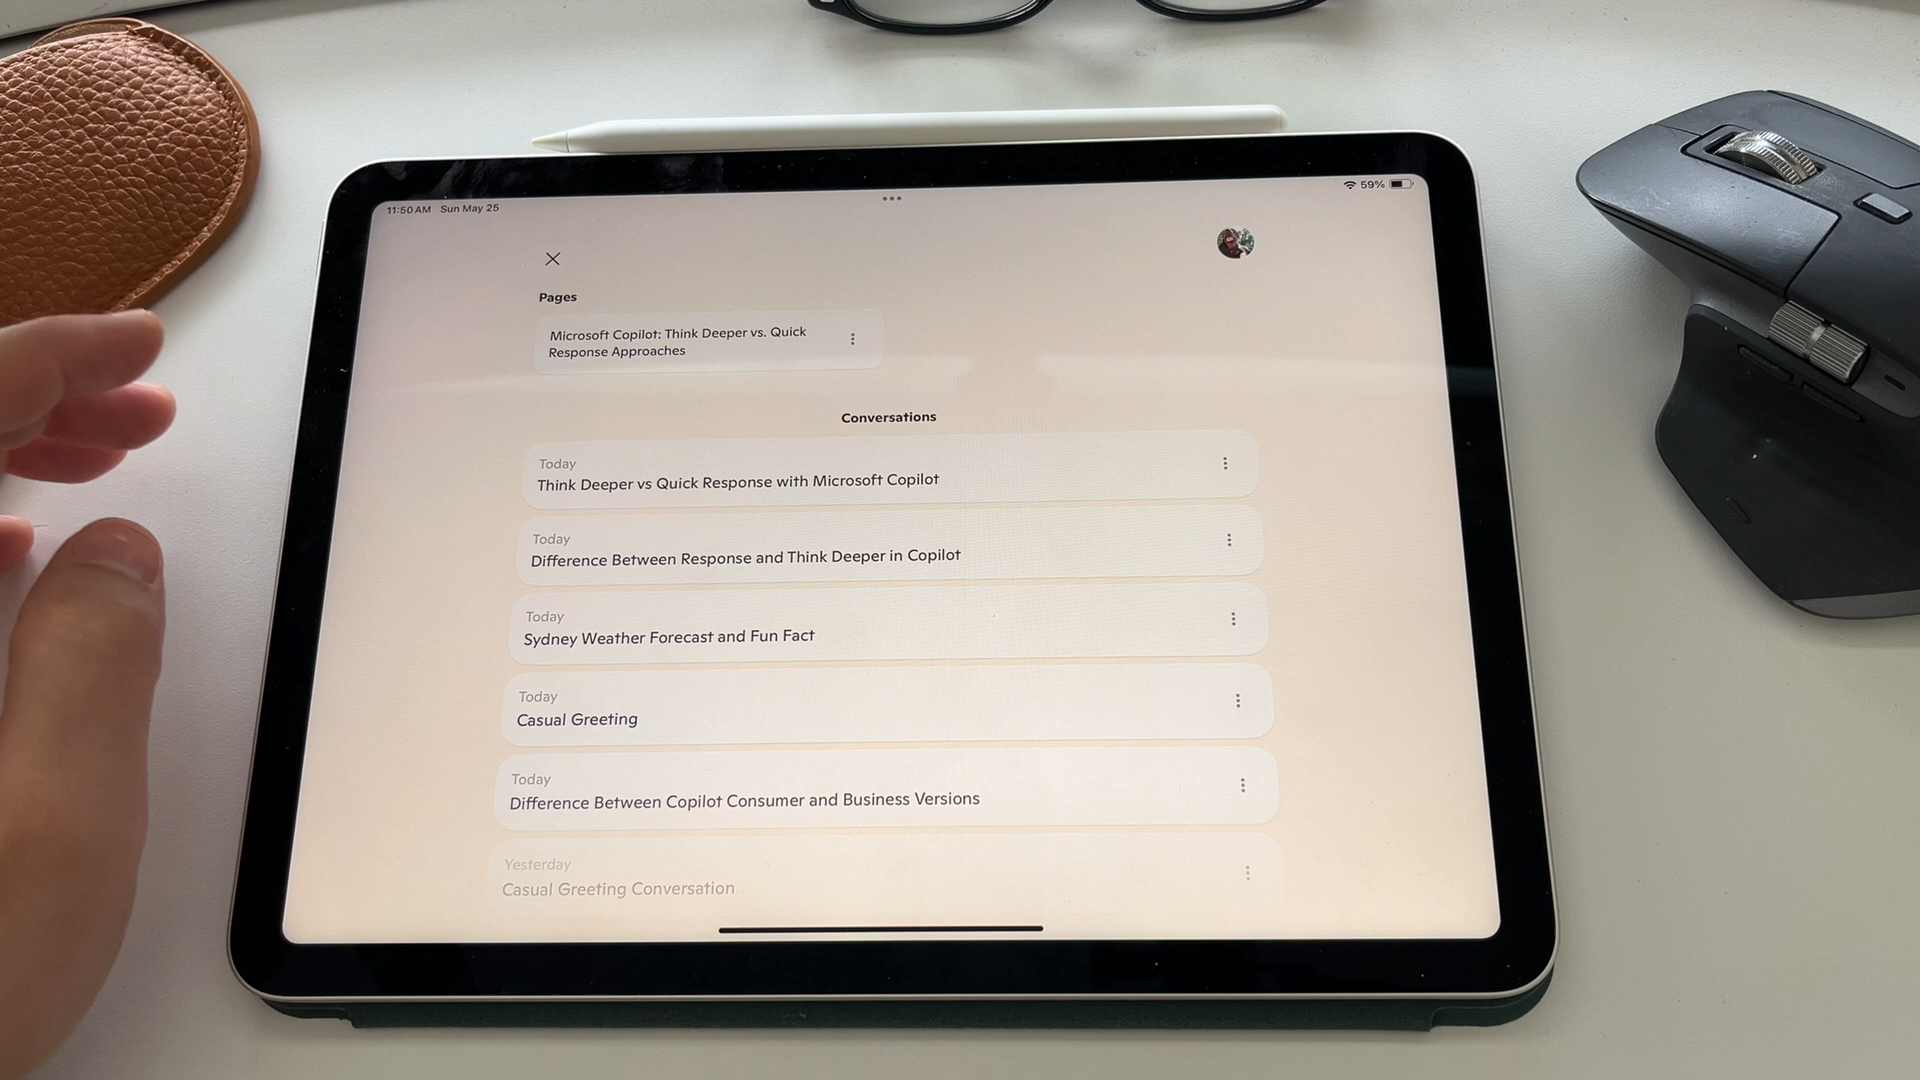 11:50 AM Sun May 25
59%
Pages
Microsoft Copilot: Think Deeper vs. Quick
Response Approaches
Conversations
Today
Think Deeper vs Quick Response with Microsoft Copilot
Today
Difference Between Response and Think Deeper in Copilot
Today
Sydney Weather Forecast and Fun Fact
Today
Casual Greeting
Today
Difference Between Copilot Consumer and Business Versions
Yesterday
Casual Greeting Conversation